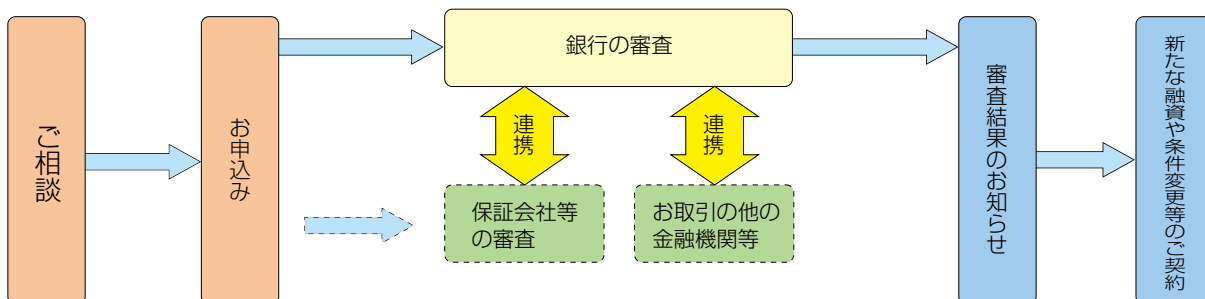 ご相談
お申込み
銀行の審査
連携
連携
保証会社等
の審査
お取引の他の
金融機関等
審査結果のお知らせ
新たな融資や条件変更等のご契約